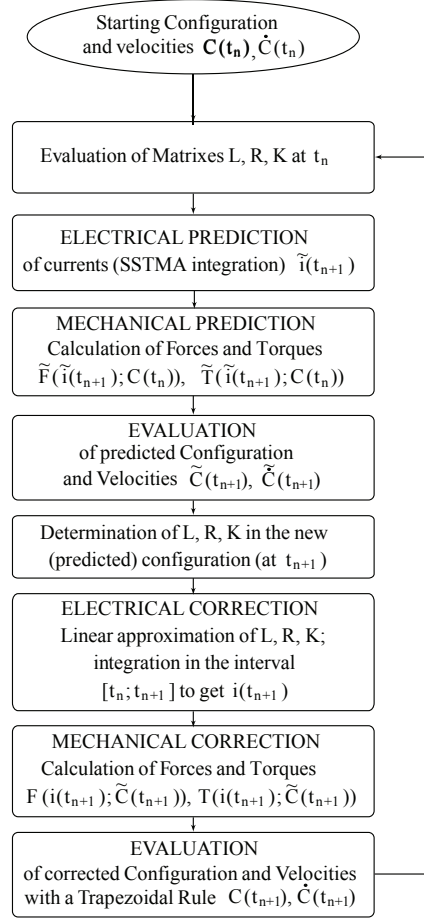 Starting Configuration
and velocities C(tₙ), Ċ(tₙ)
Evaluation of Matrixes L, R, K at tₙ
ELECTRICAL PREDICTION
of currents (SSTMA integration) ĩ(tₙ₊₁)
MECHANICAL PREDICTION
Calculation of Forces and Torques
F̃(ĩ(tₙ₊₁);C(tₙ)), T̃(ĩ(tₙ₊₁);C(tₙ))
EVALUATION
of predicted Configuration
and Velocities C̃(tₙ₊₁), C̃̇(tₙ₊₁)
Determination of L, R, K in the new
(predicted) configuration (at tₙ₊₁)
ELECTRICAL CORRECTION
Linear approximation of L, R, K;
integration in the interval
[tₙ;tₙ₊₁] to get i(tₙ₊₁)
MECHANICAL CORRECTION
Calculation of Forces and Torques
F(i(tₙ₊₁);C̃(tₙ₊₁)), T(i(tₙ₊₁);C̃(tₙ₊₁))
EVALUATION
of corrected Configuration and Velocities
with a Trapezoidal Rule C(tₙ₊₁), Ċ(tₙ₊₁)